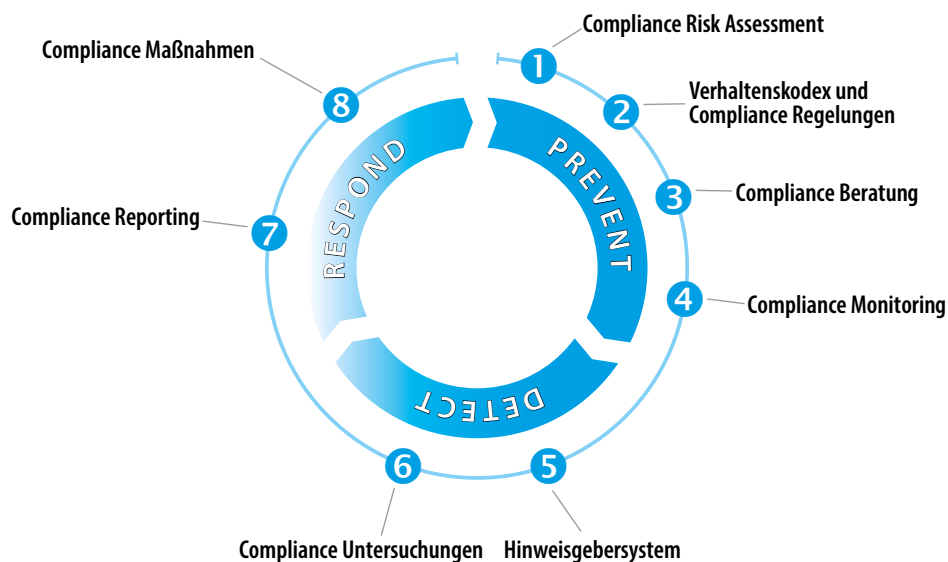 1
Compliance Risk Assessment
2
Verhaltenskodex und
Compliance Regelungen
3
Compliance Beratung
4
Compliance Monitoring
5
Hinweisgebersystem
6
Compliance Untersuchungen
7
Compliance Reporting
8
Compliance Maßnahmen
PREVENT
DETECT
RESPOND